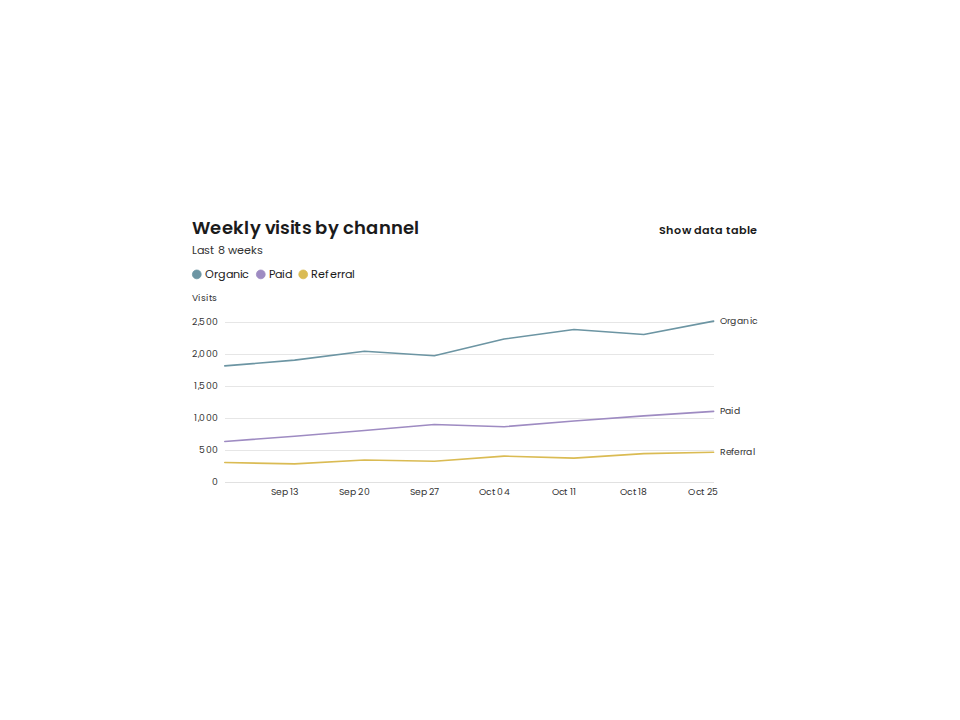 Weekly visits by channel
Show data table
Last 8 weeks
Organic Paid Referral
Visits
2,500
2,000
1,500
1,000
500
0
Organic
Paid
Referral
Sep 13 Sep 20 Sep 27 Oct 04 Oct 11 Oct 18 Oct 25